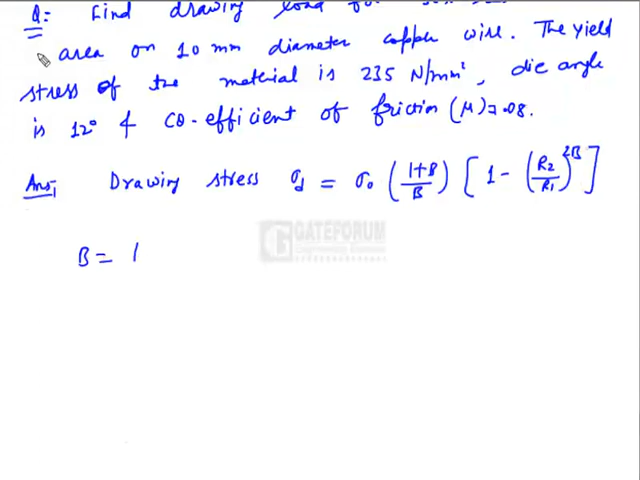 Q: Find drawing load for
area on 10 mm diameter copper wire. The yield
stress of the material is 235 N/mm², die angle
is 12° & co-efficient of friction (μ) = .08.
Ans, Drawing stress σd = σ0 (1+B/B) [1 - (R2/R1)^2B]
GATEFORUM
B = 1